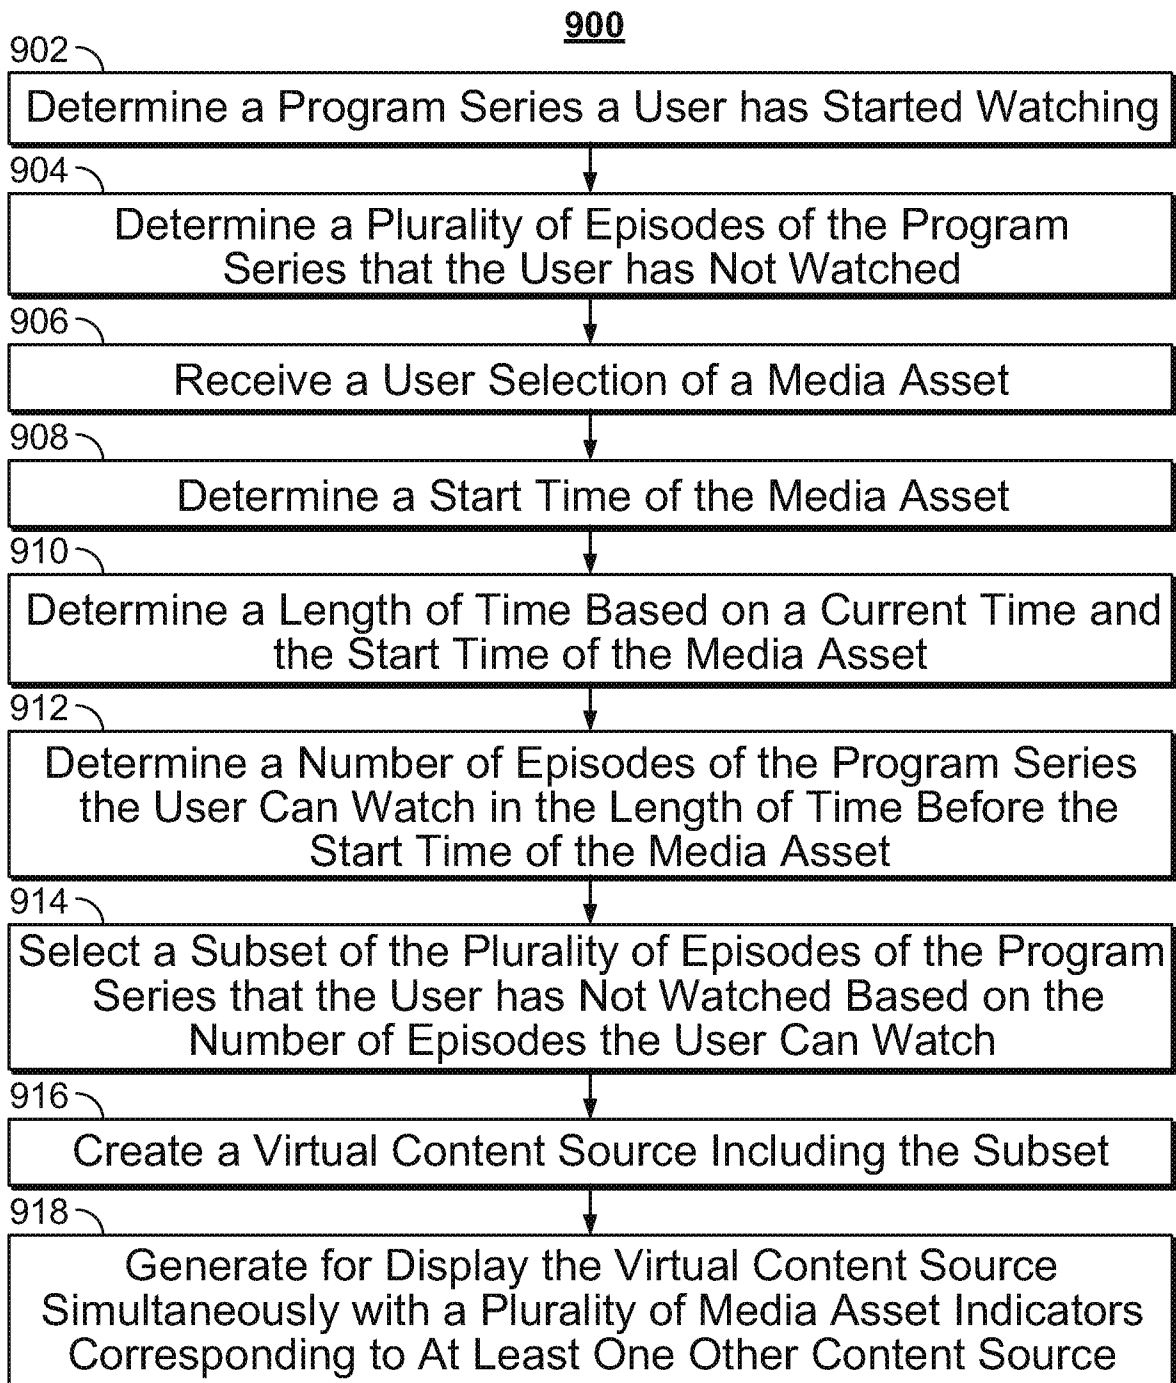 900
902
Determine a Program Series a User has Started Watching
904
Determine a Plurality of Episodes of the Program
Series that the User has Not Watched
906
Receive a User Selection of a Media Asset
908
Determine a Start Time of the Media Asset
910
Determine a Length of Time Based on a Current Time and
the Start Time of the Media Asset
912
Determine a Number of Episodes of the Program Series
the User Can Watch in the Length of Time Before the
Start Time of the Media Asset
914
Select a Subset of the Plurality of Episodes of the Program
Series that the User has Not Watched Based on the
Number of Episodes the User Can Watch
916
Create a Virtual Content Source Including the Subset
918
Generate for Display the Virtual Content Source
Simultaneously with a Plurality of Media Asset Indicators
Corresponding to At Least One Other Content Source